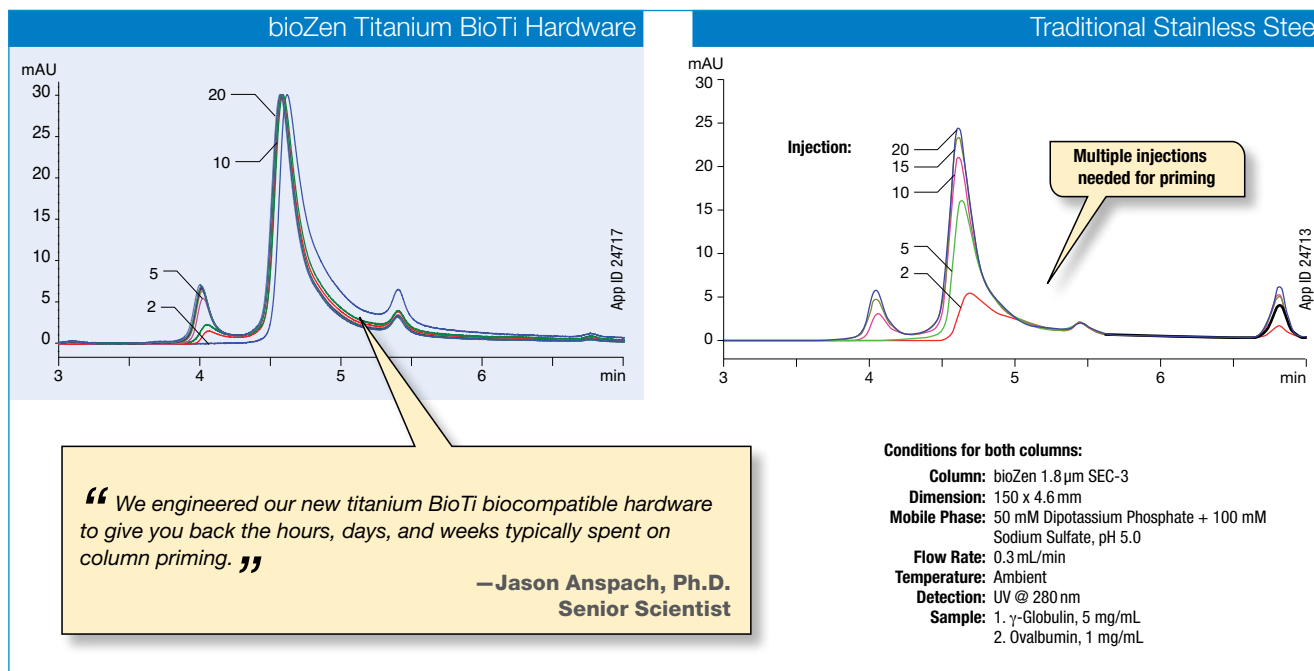 bioZen Titanium BioTi Hardware
mAU
30
25
20
15
10
5
0
20
10
5
2
3
4
5
6
min
App ID 24717
Traditional Stainless Stee
mAU
30
25
20
15
10
5
0
Injection:
20
15
10
5
2
Multiple injections
needed for priming
3
4
5
6
min
App ID 24713
“ We engineered our new titanium BioTi biocompatible hardware
to give you back the hours, days, and weeks typically spent on
column priming. ”
—Jason Anspach, Ph.D.
Senior Scientist
Conditions for both columns:
Column: bioZen 1.8 µm SEC-3
Dimension: 150 x 4.6 mm
Mobile Phase: 50 mM Dipotassium Phosphate + 100 mM
Sodium Sulfate, pH 5.0
Flow Rate: 0.3 mL/min
Temperature: Ambient
Detection: UV @ 280 nm
Sample: 1. γ-Globulin, 5 mg/mL
2. Ovalbumin, 1 mg/mL